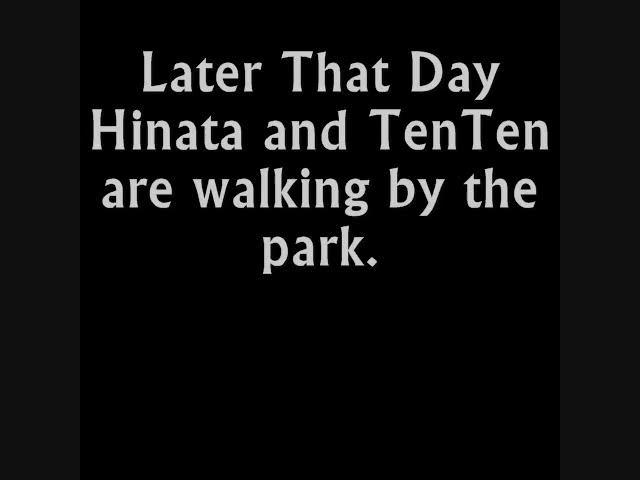 Later That Day
Hinata and TenTen
are walking by the
park.